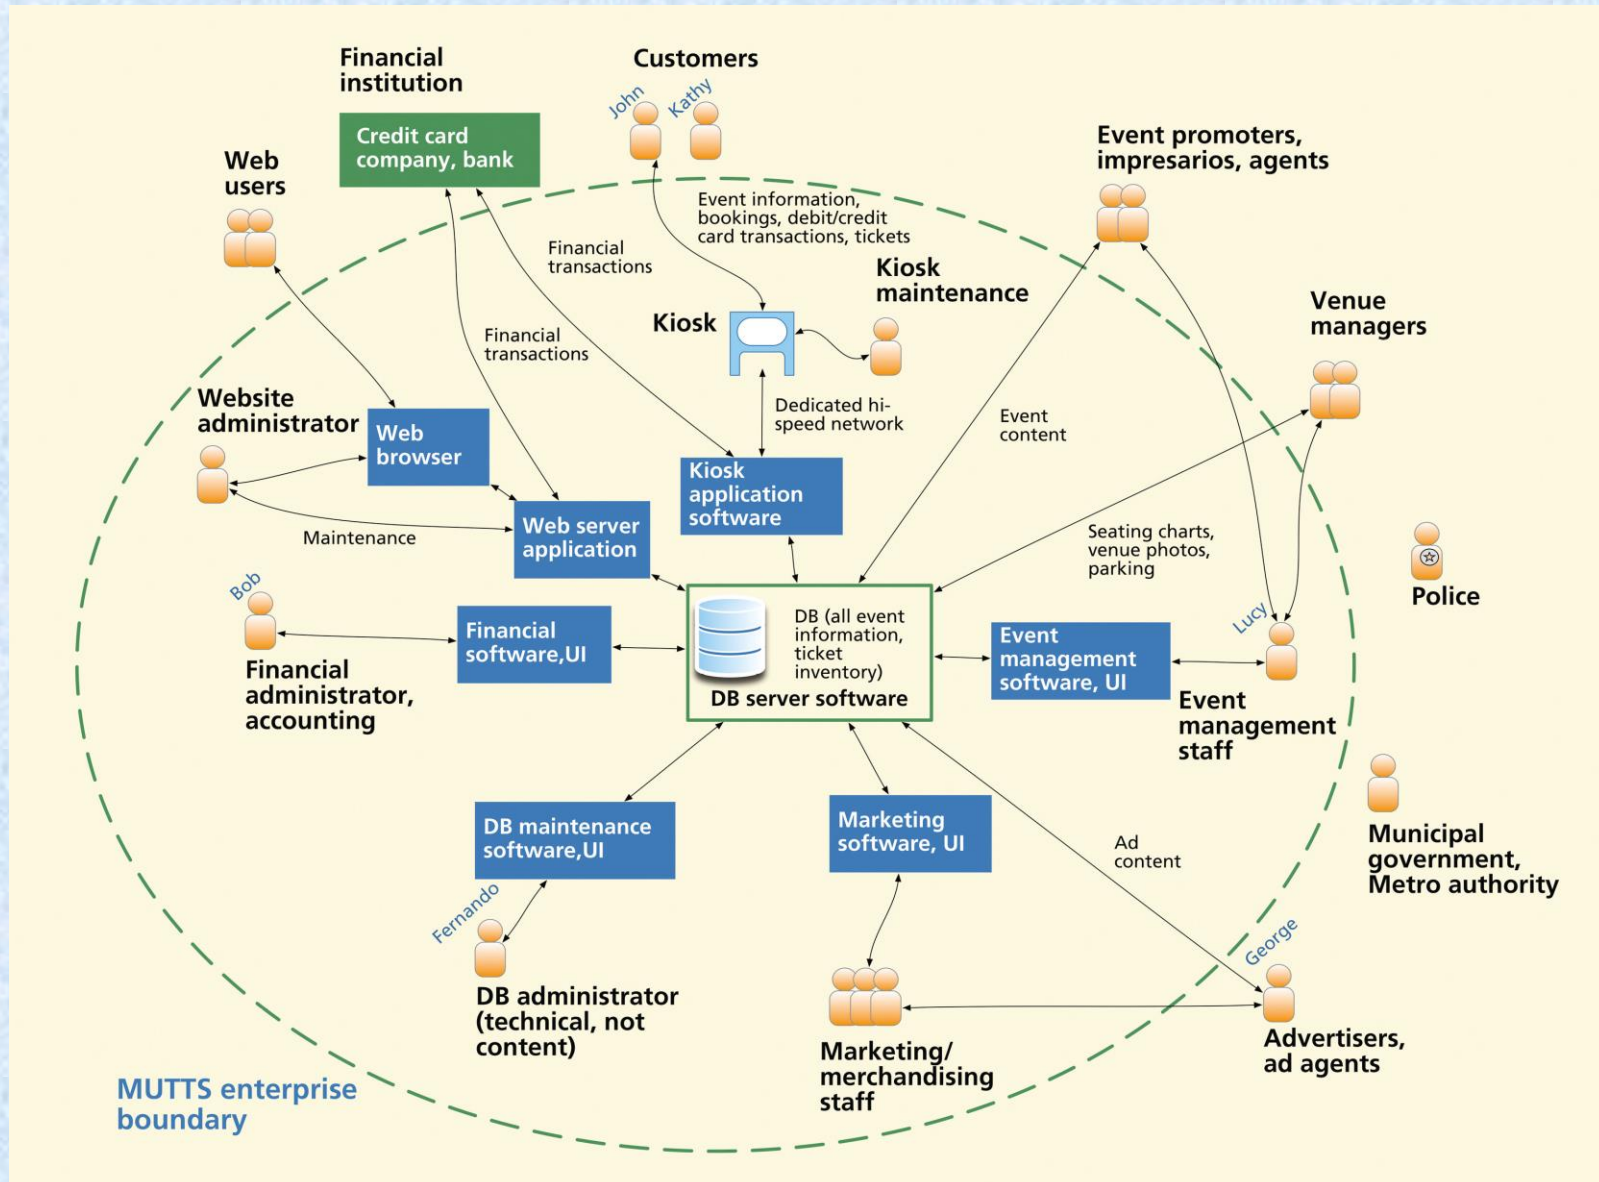 Financial
institution
Customers
John
Kathy
Credit card
company, bank
Event promoters,
impresarios, agents
Web
users
Event information,
bookings, debit/credit
card transactions, tickets
Financial
transactions
Kiosk
maintenance
Venue
managers
Kiosk
Financial
transactions
Website
administrator
Dedicated hi-
speed network
Event
content
Web
browser
Kiosk
application
software
Web server
application
Maintenance
Seating charts,
venue photos,
parking
Police
Bob
Financial
software,UI
DB (all event
information,
ticket
inventory)
DB server software
Event
management
software, UI
Lucy
Financial
administrator,
accounting
Event
management
staff
DB maintenance
software,UI
Marketing
software, UI
Ad
content
Municipal
government,
Metro authority
Fernando
George
DB administrator
(technical, not
content)
Marketing/
merchandising
staff
Advertisers,
ad agents
MUTTS enterprise
boundary